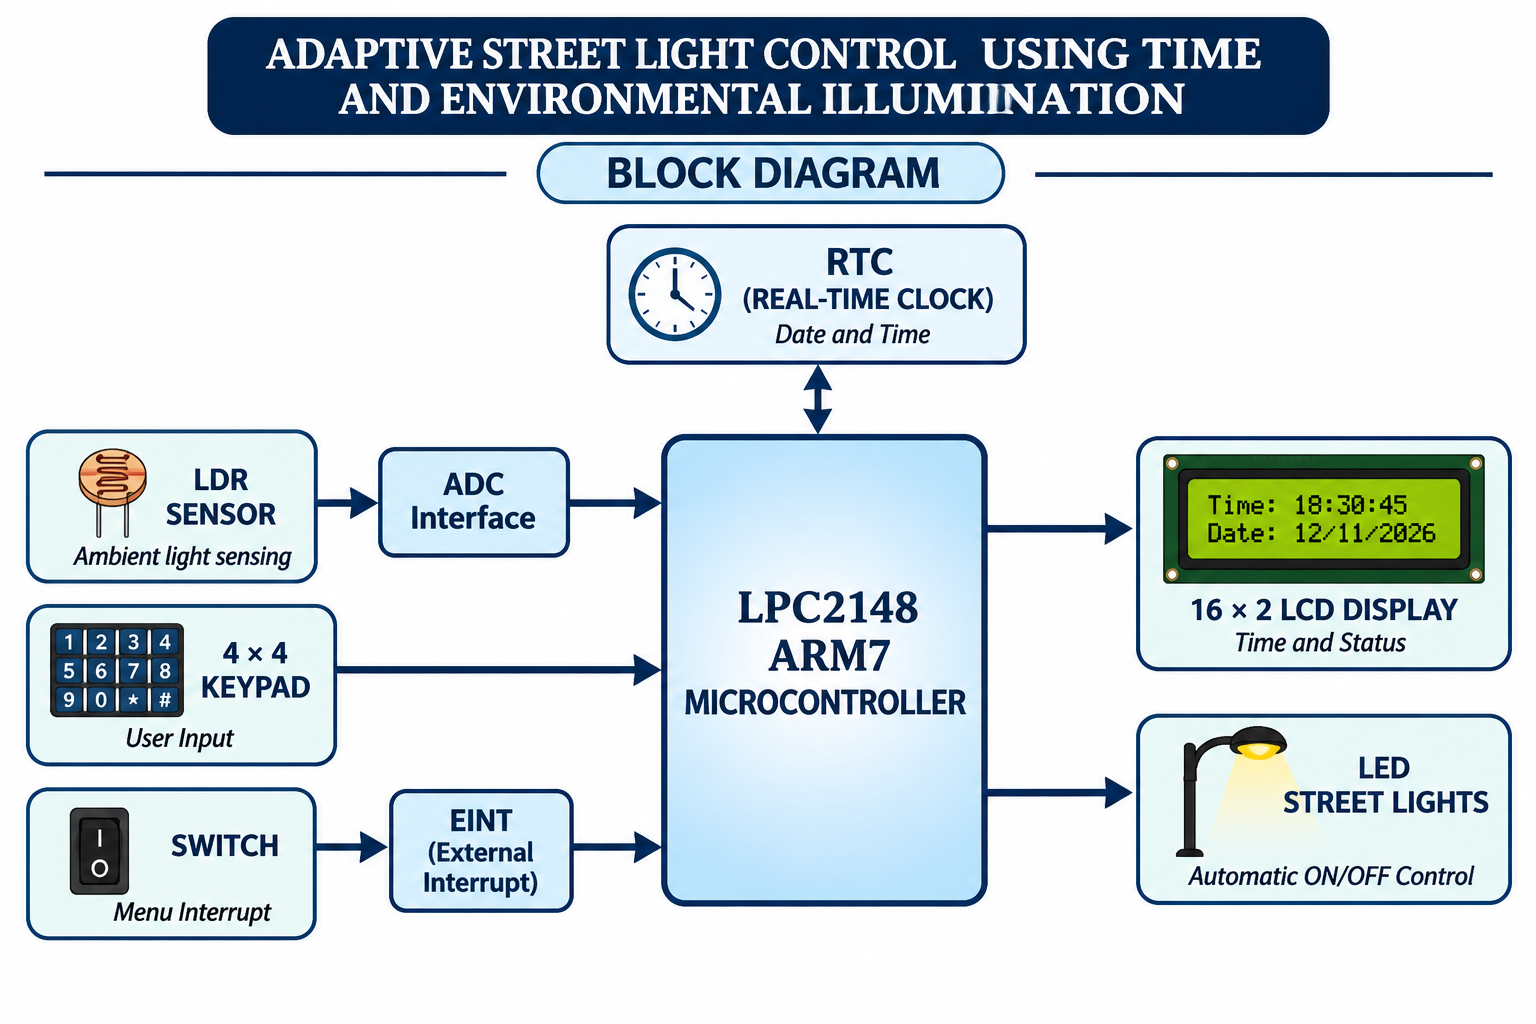 ADAPTIVE STREET LIGHT CONTROL USING TIME
AND ENVIRONMENTAL ILLUMIINATION
BLOCK DIAGRAM
RTC
(REAL-TIME CLOCK)
Date and Time
LDR
SENSOR
Ambient light sensing
ADC
Interface
4 × 4
KEYPAD
1 2 3 4
5 6 7 8
9 0 * #
User Input
I
O
SWITCH
Menu Interrupt
EINT
(External
Interrupt)
LPC2148
ARM7
MICROCONTROLLER
Time: 18:30:45
Date: 12/11/2026
16 × 2 LCD DISPLAY
Time and Status
LED
STREET LIGHTS
Automatic ON/OFF Control